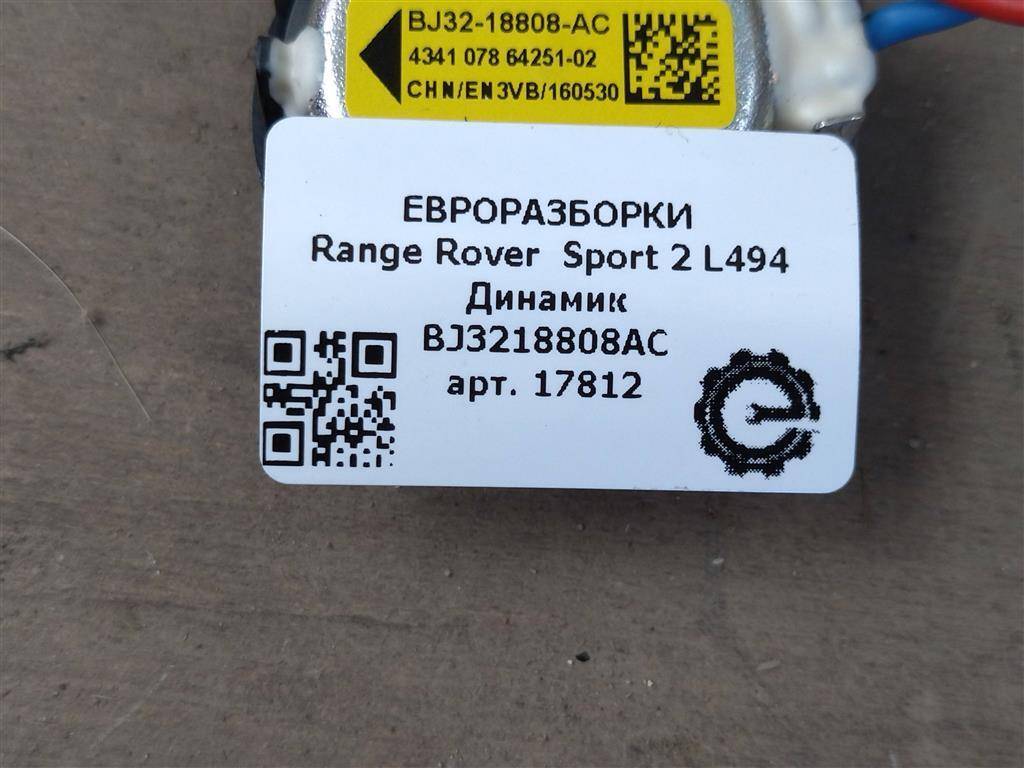 BJ32-18808-AC
4341 078 64251-02
CHN/EN3VB/160530
ЕВРОРАЗБОРКИ
Range Rover Sport 2 L494
Динамик
BJ3218808AC
арт. 17812